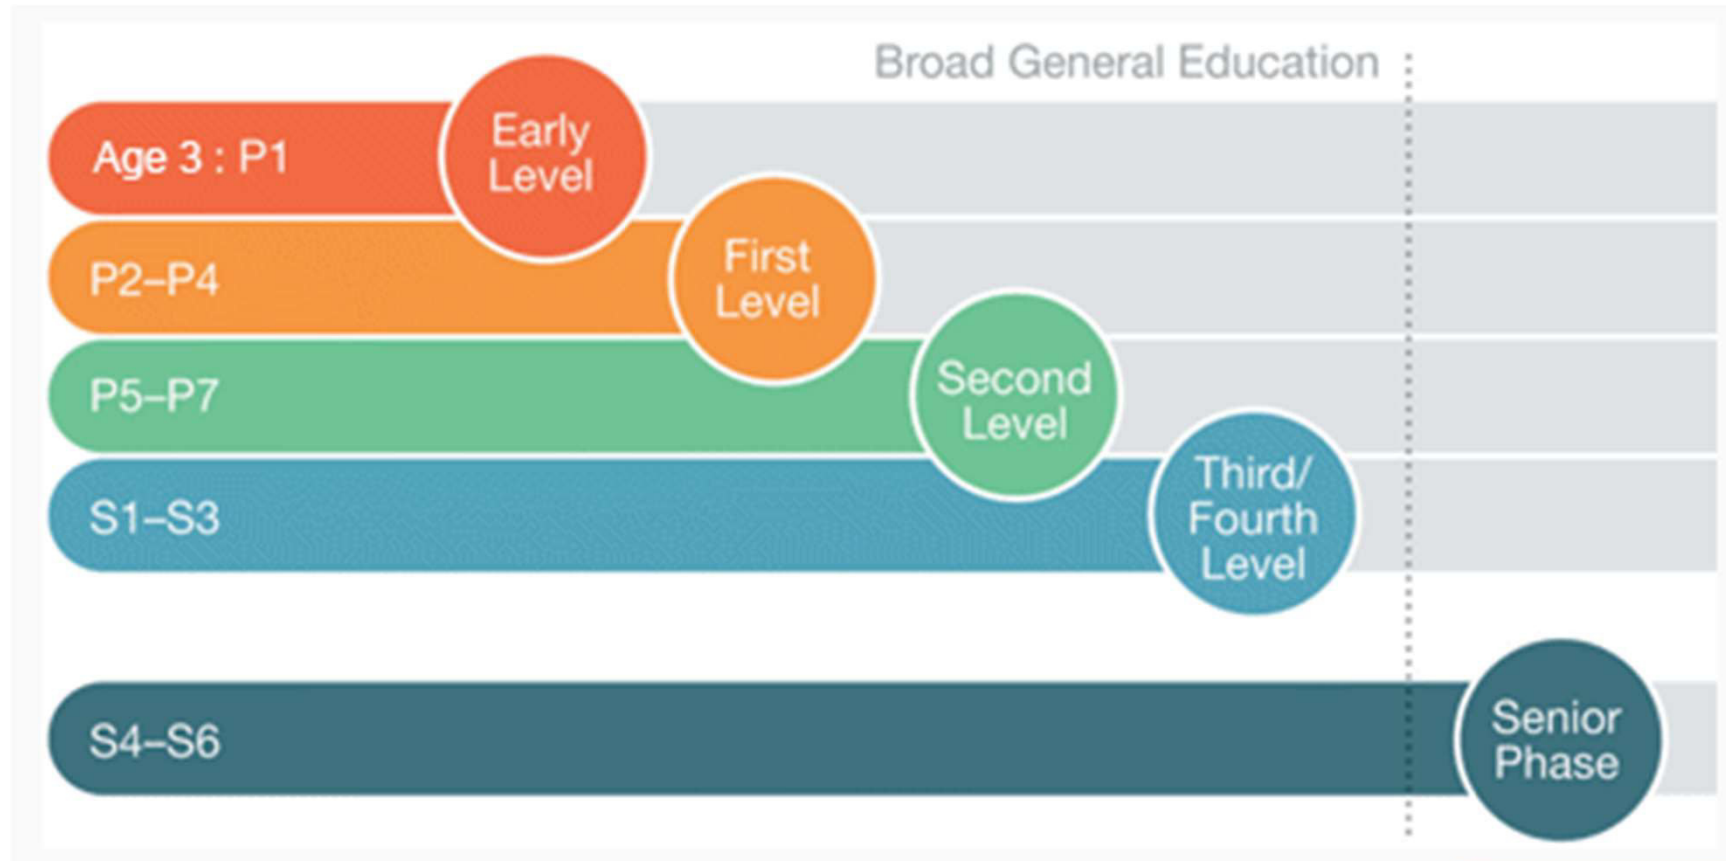 Broad General Education
Age 3 : P1
Early
Level
P2–P4
First
Level
P5–P7
Second
Level
S1–S3
Third/
Fourth
Level
S4–S6
Senior
Phase